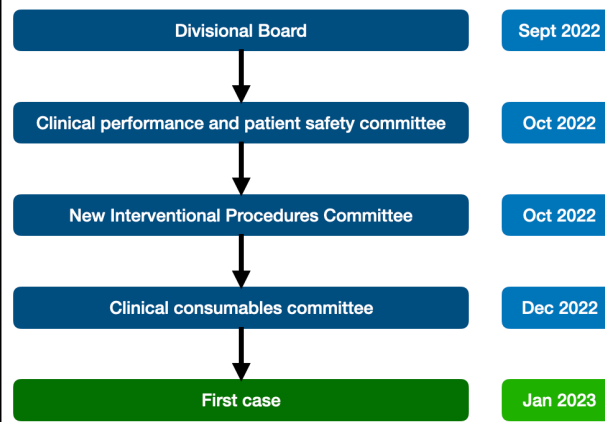 Divisional Board
Sept 2022
Clinical performance and patient safety committee
Oct 2022
New Interventional Procedures Committee
Oct 2022
Clinical consumables committee
Dec 2022
First case
Jan 2023